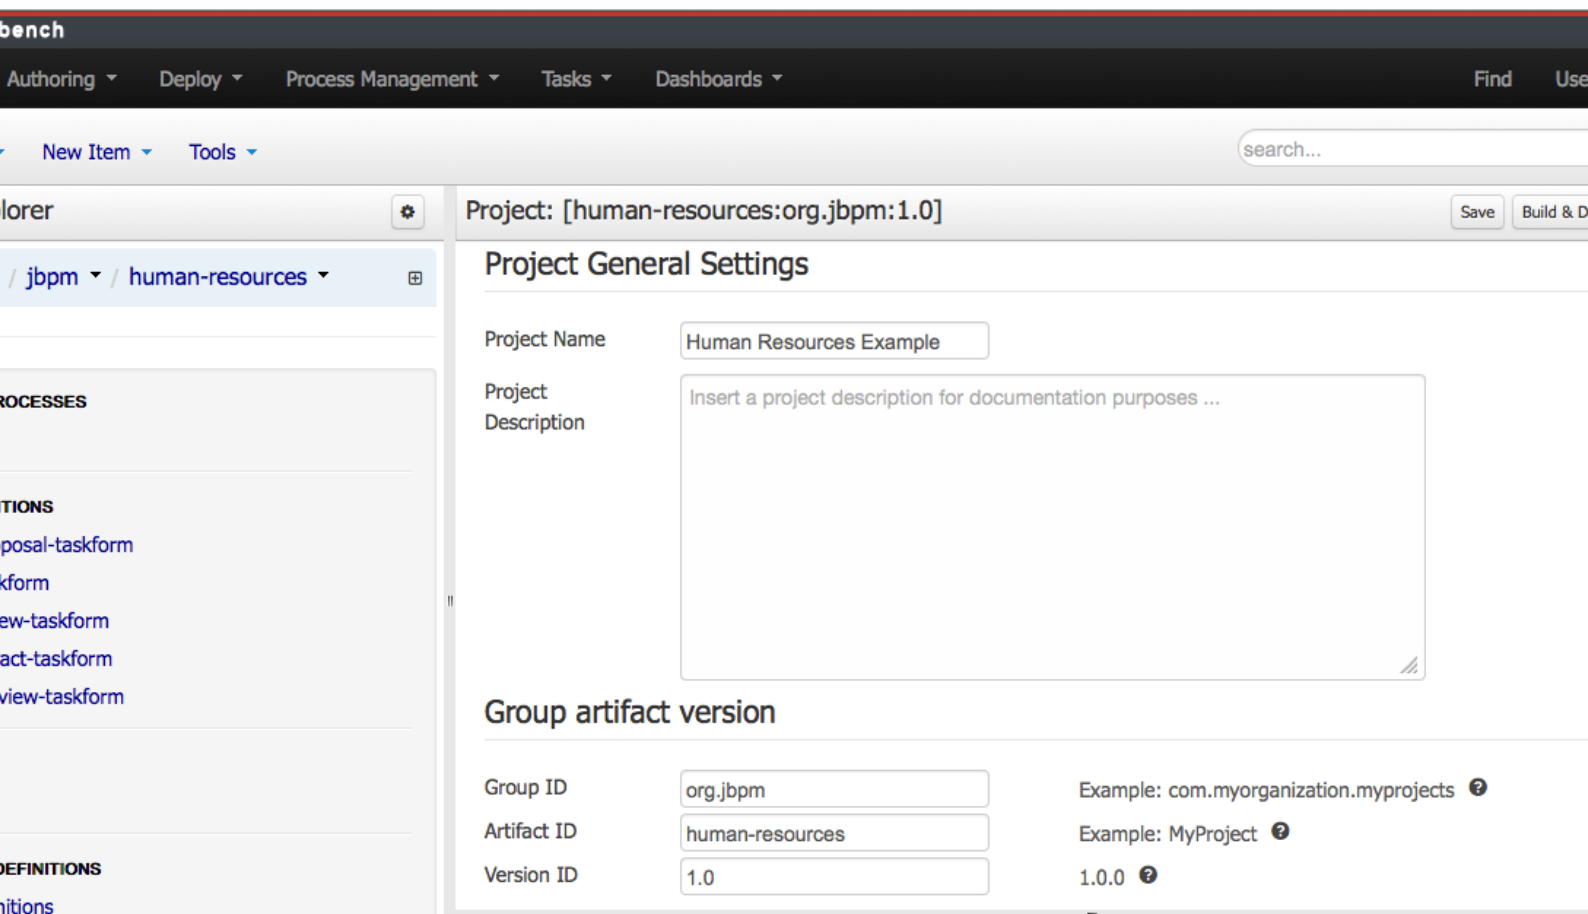 bench
Authoring Deploy Process Management Tasks Dashboards Find Use
New Item Tools search...
lorer
Project: [human-resources:org.jbpm:1.0] Save Build & D
/ jbpm / human-resources
Project General Settings
Project Name Human Resources Example
Project Description Insert a project description for documentation purposes ...
ROCESSES
TIONS
posal-taskform
kform
ew-taskform
act-taskform
view-taskform
DEFINITIONS
nitions
Group artifact version
Group ID org.jbpm Example: com.myorganization.myprojects
Artifact ID human-resources Example: MyProject
Version ID 1.0 1.0.0